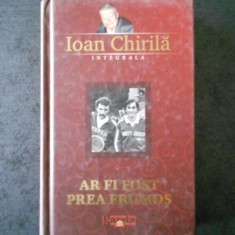 Ioan Chirilă
INTEGRALA
AR FI FOST
PREA FRUMOS